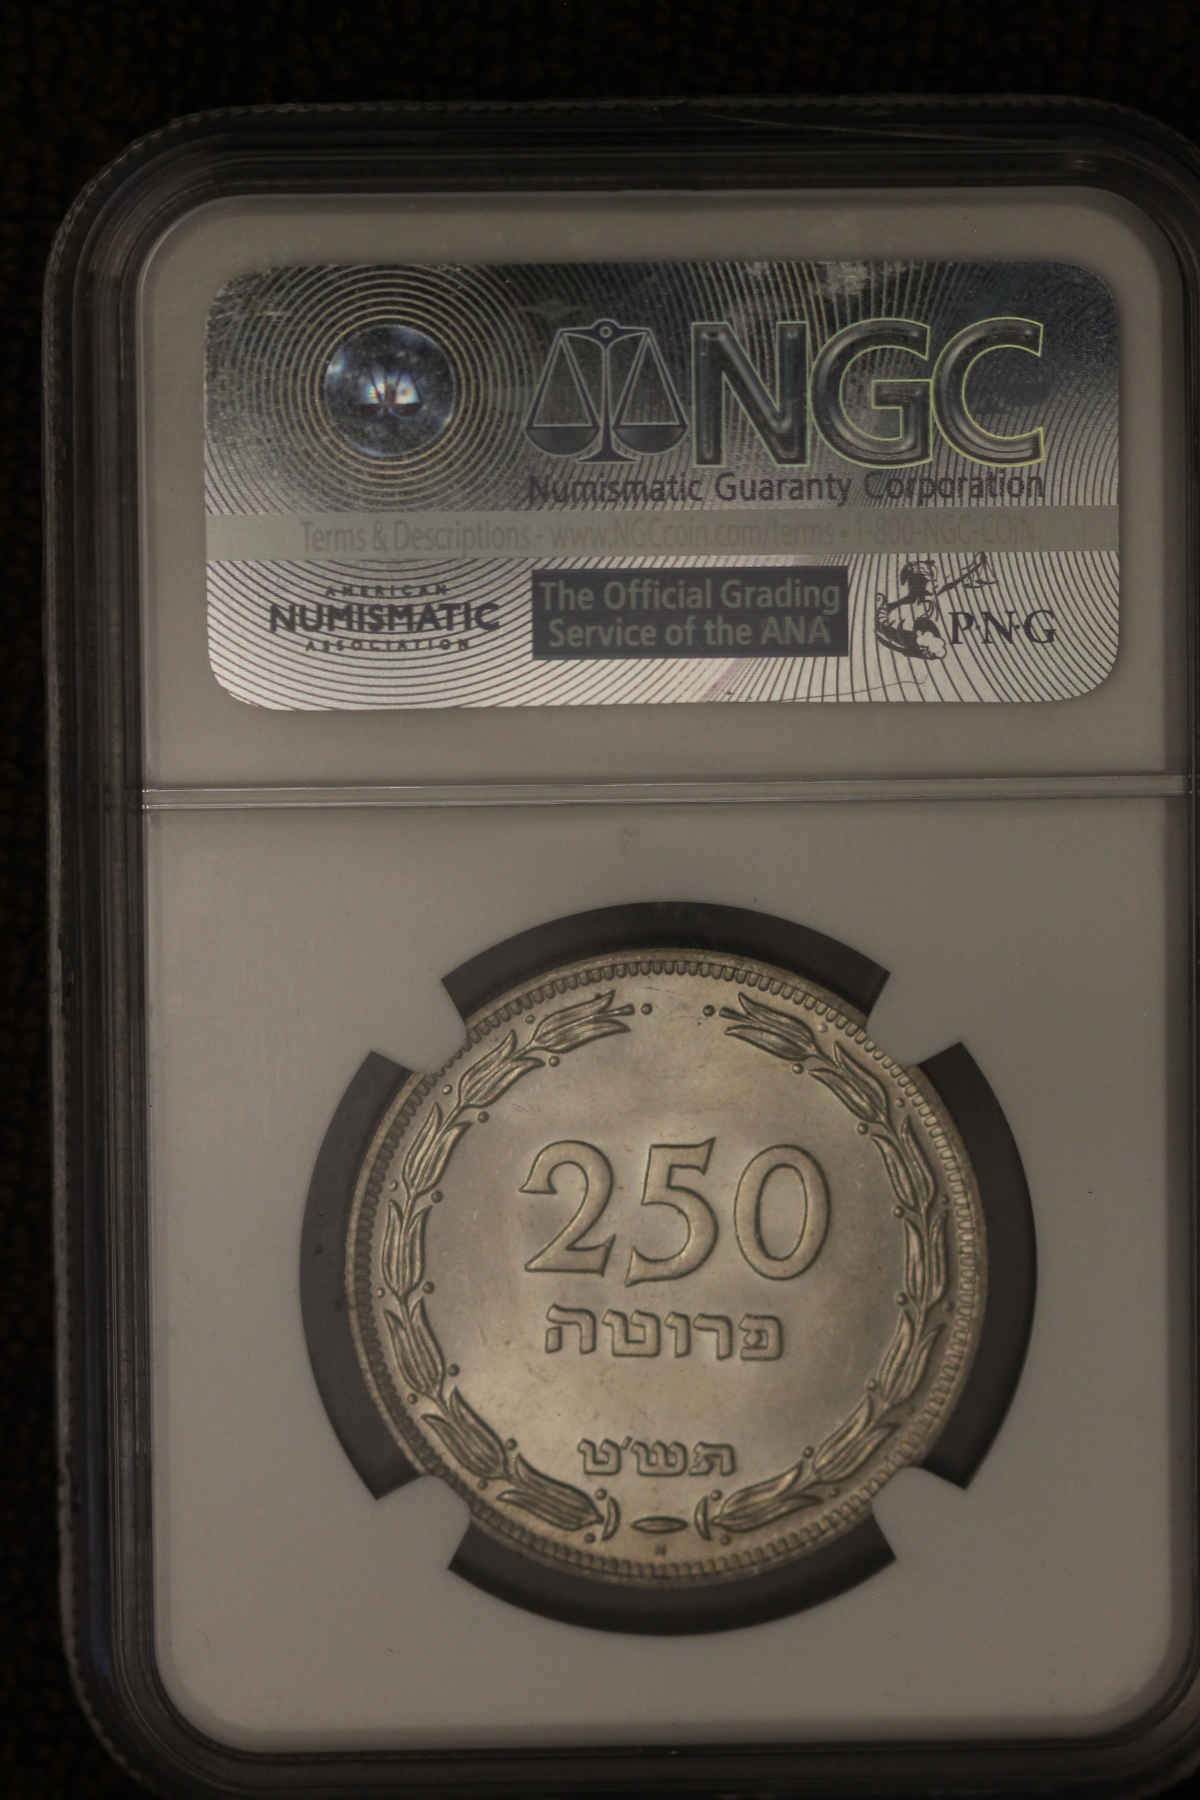 NGC
Numismatic Guaranty Corporation
Terms & Descriptions - www.NGCcoin.com/terms • 1-800-NGC-COIN
AMERICAN
NUMISMATIC
ASSOCIATION
The Official Grading
Service of the ANA
P·N·G
250
פרוטה
תש״ט
H